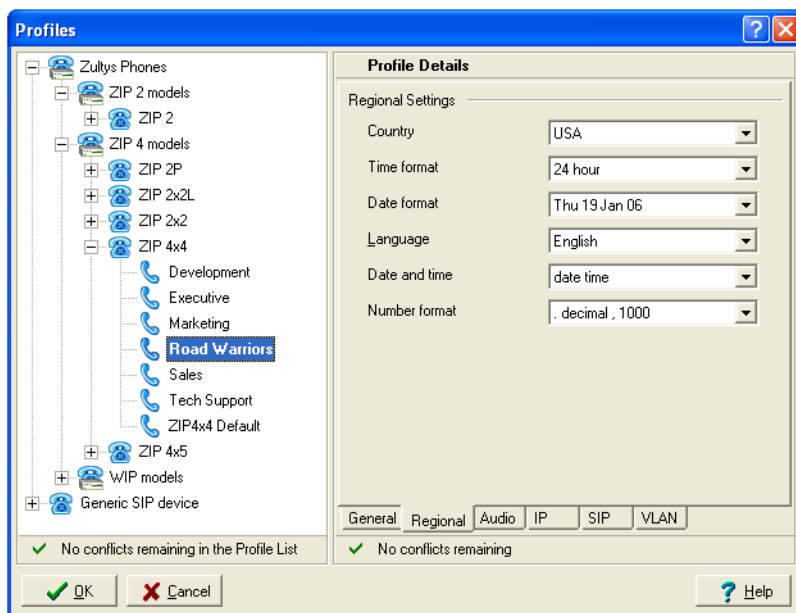 Profiles
Zultys Phones
ZIP 2 models
ZIP 2
ZIP 4 models
ZIP 2P
ZIP 2x2L
ZIP 2x2
ZIP 4x4
Development
Executive
Marketing
Road Warriors
Sales
Tech Support
ZIP4x4 Default
ZIP 4x5
WIP models
Generic SIP device
No conflicts remaining in the Profile List
Profile Details
Regional Settings
Country USA
Time format 24 hour
Date format Thu 19 Jan 06
Language English
Date and time date time
Number format . decimal , 1000
General Regional Audio IP SIP VLAN
No conflicts remaining
OK Cancel ? Help